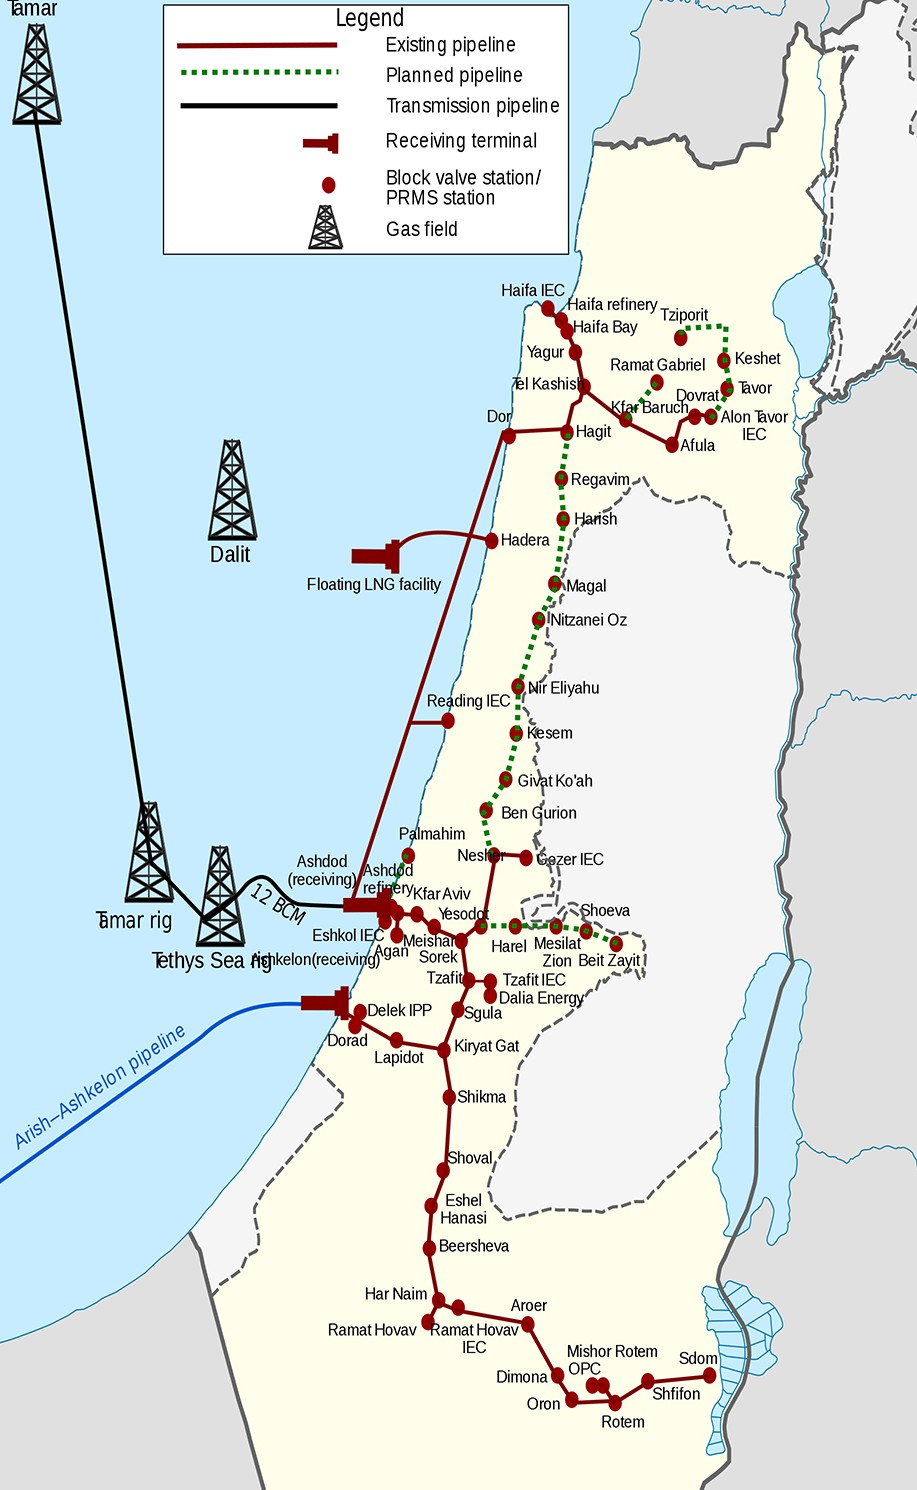 Tamar
Legend
Existing pipeline
Planned pipeline
Transmission pipeline
Receiving terminal
Block valve station/
PRMS station
Gas field
Haifa IEC
Haifa refinery
Tziporit
Haifa Bay
Yagur
Keshet
Ramat Gabriel
Tel Kashish
Tavor
Dovrat
Kfar Baruch
Dor
Alon Tavor
IEC
Hagit
Afula
Regavim
Harish
Hadera
Dalit
Floating LNG facility
Magal
Nitzanei Oz
Nir Eliyahu
Reading IEC
Kesem
Givat Ko'ah
Ben Gurion
Palmahim
Nesher
Gezer IEC
Ashdod
(receiving)
Ashdod
refinery
12 BCM
Kfar Aviv
Yesodot
Shoeva
Tamar rig
Eshkol IEC
Meishar
Agan
Sorek
Harel
Mesilat
Zion
Beit Zayit
Tethys Sea rig
Ashkelon(receiving)
Tzafit
Tzafit IEC
Dalia Energy
Delek IPP
Sgula
Dorad
Lapidot
Kiryat Gat
Arish–Ashkelon pipeline
Shikma
Shoval
Eshel
Hanasi
Beersheva
Har Naim
Aroer
Ramat Hovav
Ramat Hovav
IEC
Mishor Rotem
OPC
Sdom
Dimona
Shfifon
Oron
Rotem